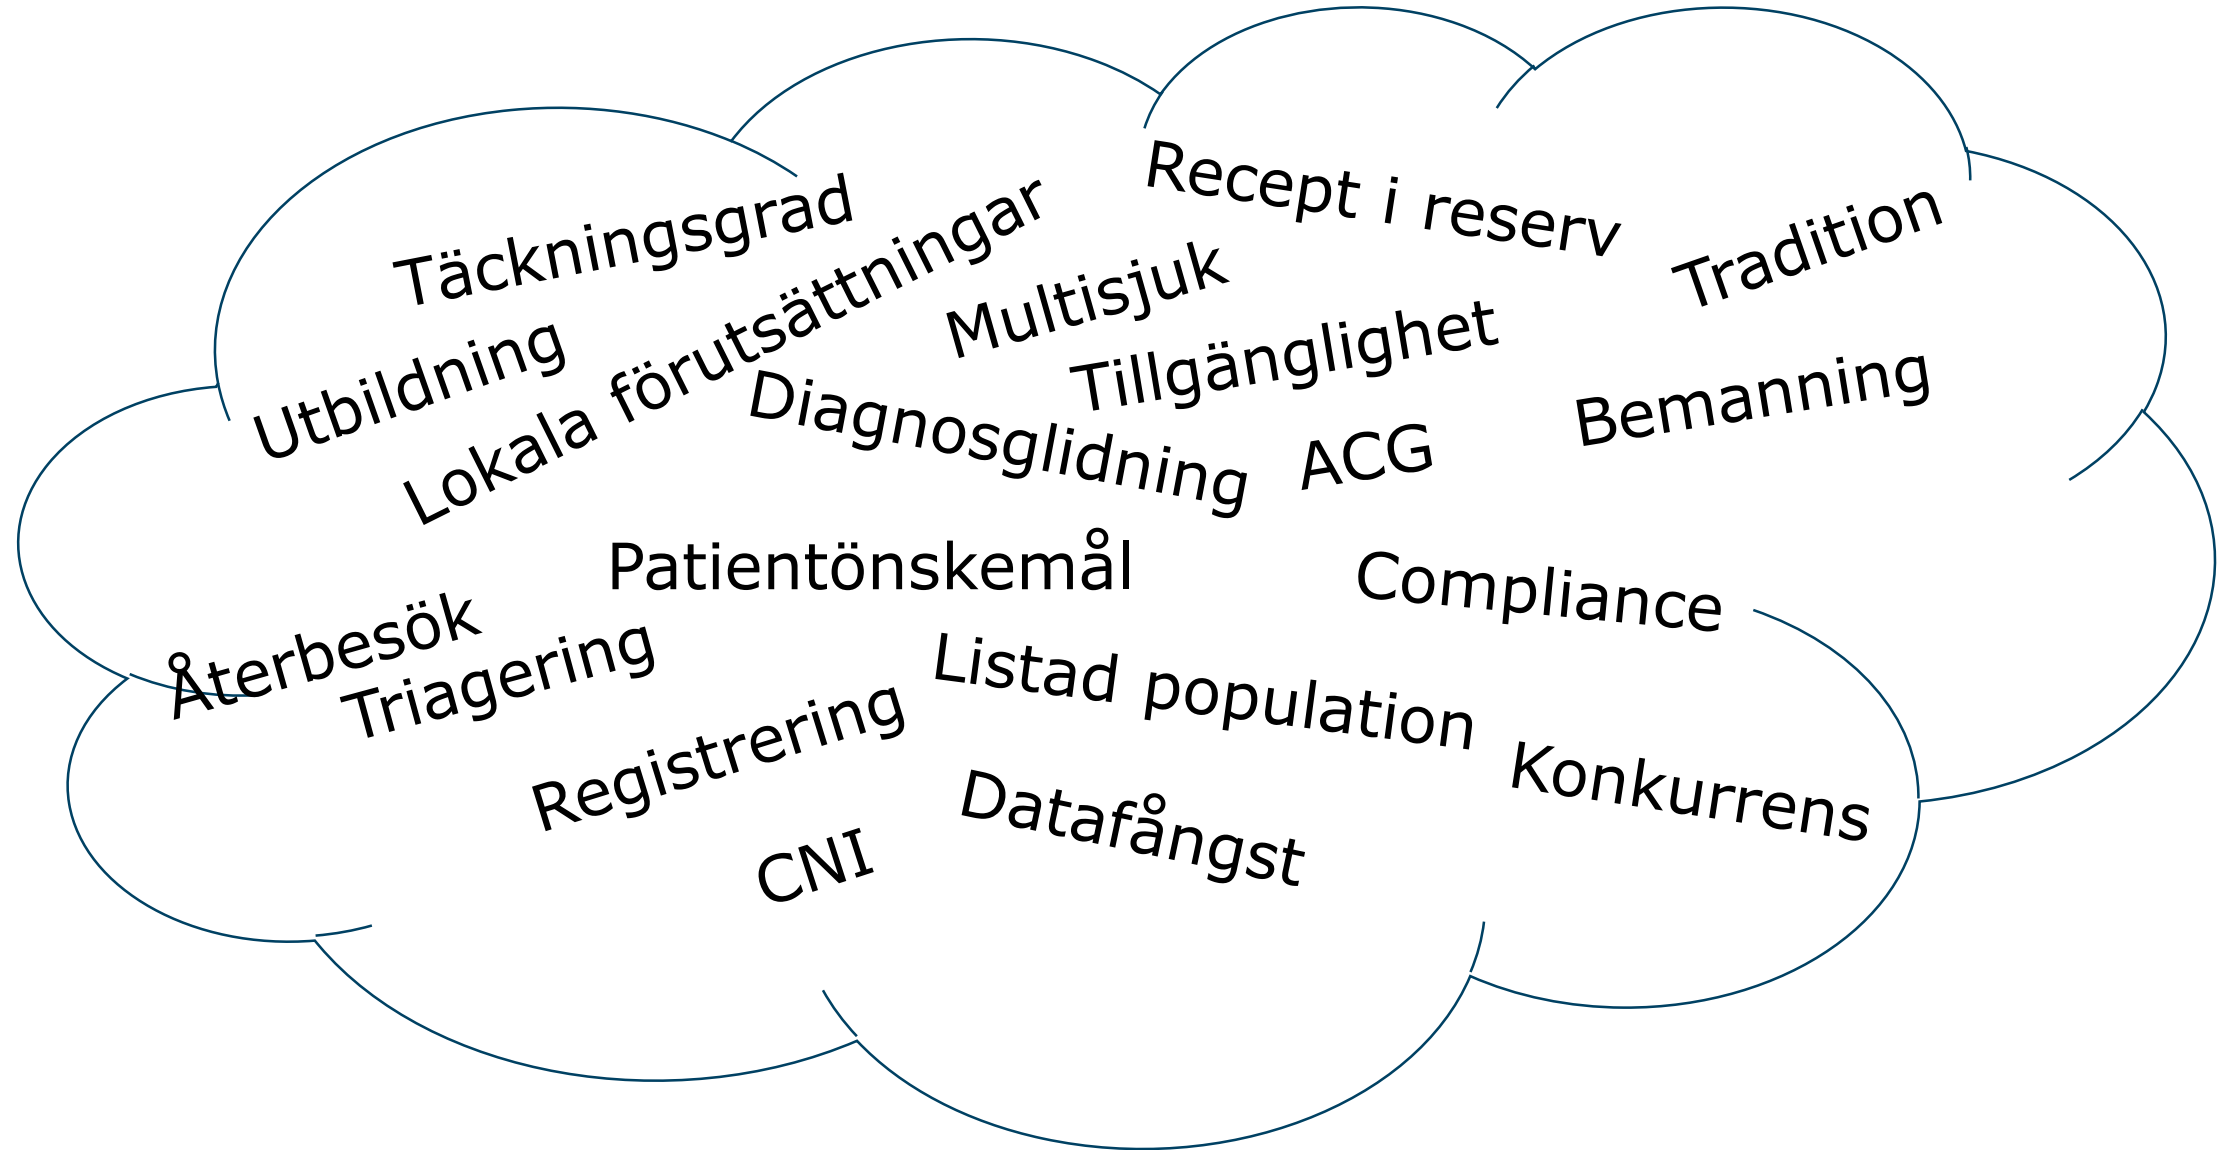 Recept i reserv
Täckningsgrad
Tradition
Lokala förutsättningar
Multisjuk
Tillgänglighet
Utbildning
Bemanning
Diagnosglidning
ACG
Patientönskemål
Compliance
Återbesök
Triagering
Listad population
Registrering
Konkurrens
Datafångst
CNI